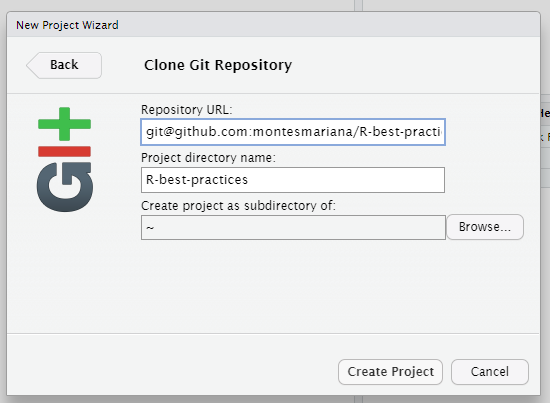 New Project Wizard
Back
Clone Git Repository
git
Repository URL:
git@github.com:montesmariana/R-best-practi
Project directory name:
R-best-practices
Create project as subdirectory of:
~
Browse...
Create Project
Cancel